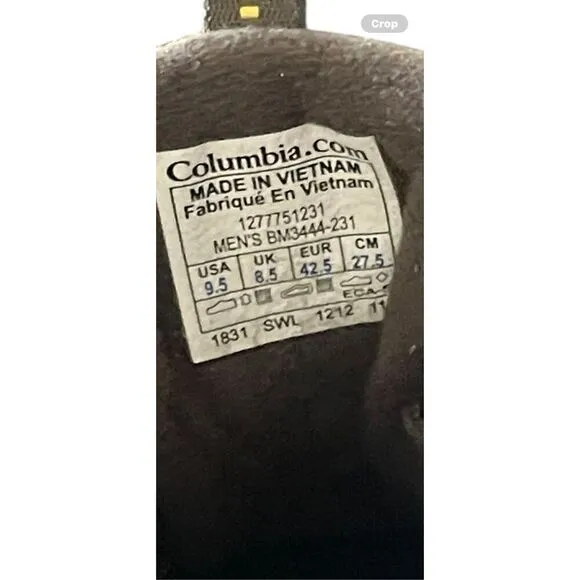 Crop
Columbia.com
MADE IN VIETNAM
Fabriqué En Vietnam
1277751231
MEN'S BM3444-231
USA UK EUR CM
9.5 8.5 42.5 27.5
1831 SWL 1212